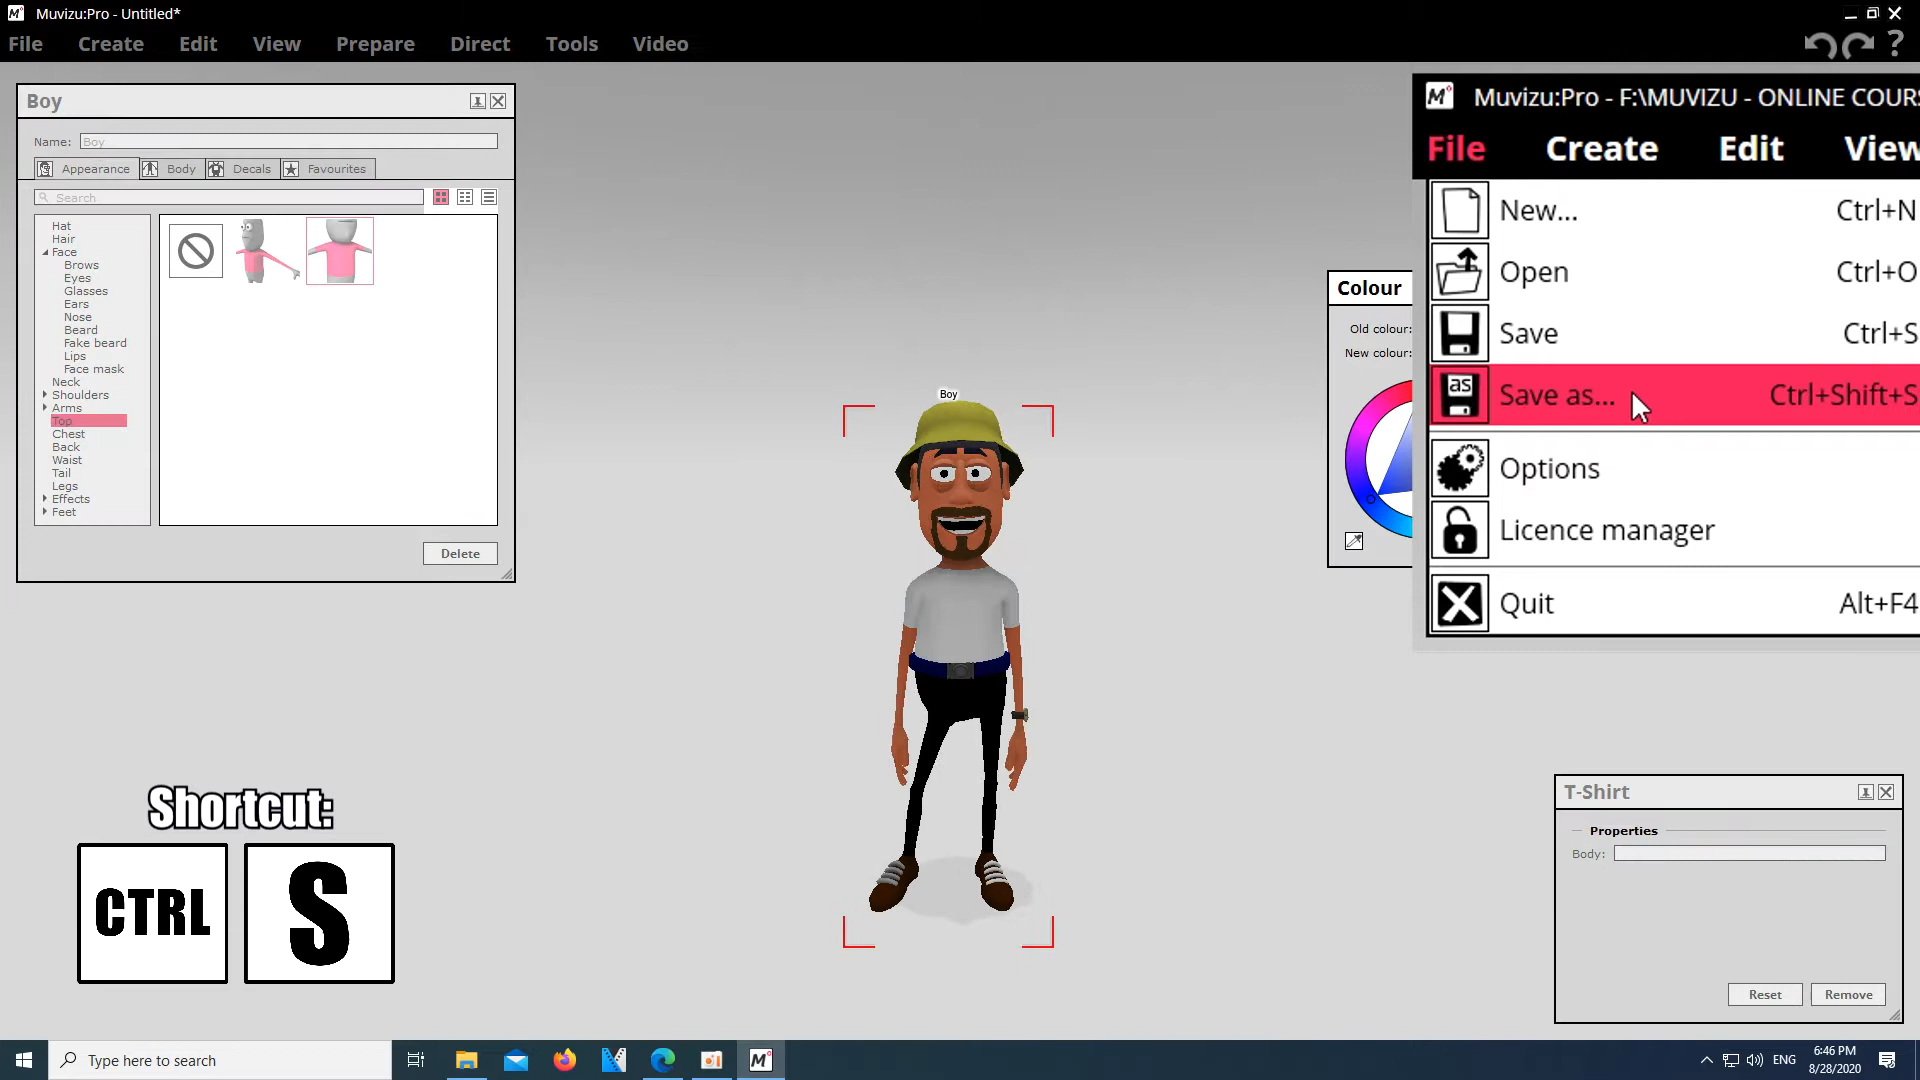 Muvizu:Pro - Untitled*
File Create Edit View Prepare Direct Tools Video
Boy
Name: Boy
Appearance Body Decals Favourites
Search
Hat
Hair
Face
Brows
Eyes
Glasses
Ears
Nose
Beard
Fake beard
Lips
Face mask
Neck
Shoulders
Arms
Top
Chest
Back
Waist
Tail
Legs
Effects
Feet
Delete
Boy
Colour
Old colour:
New colour:
Muvizu:Pro - F:\MUVIZU - ONLINE COURS
File Create Edit View
New... Ctrl+N
Open Ctrl+O
Save Ctrl+S
as Save as... Ctrl+Shift+S
Options
Licence manager
Quit Alt+F4
Shortcut:
CTRL S
T-Shirt
Properties
Body:
Reset Remove
Type here to search
ENG
6:46 PM
8/28/2020